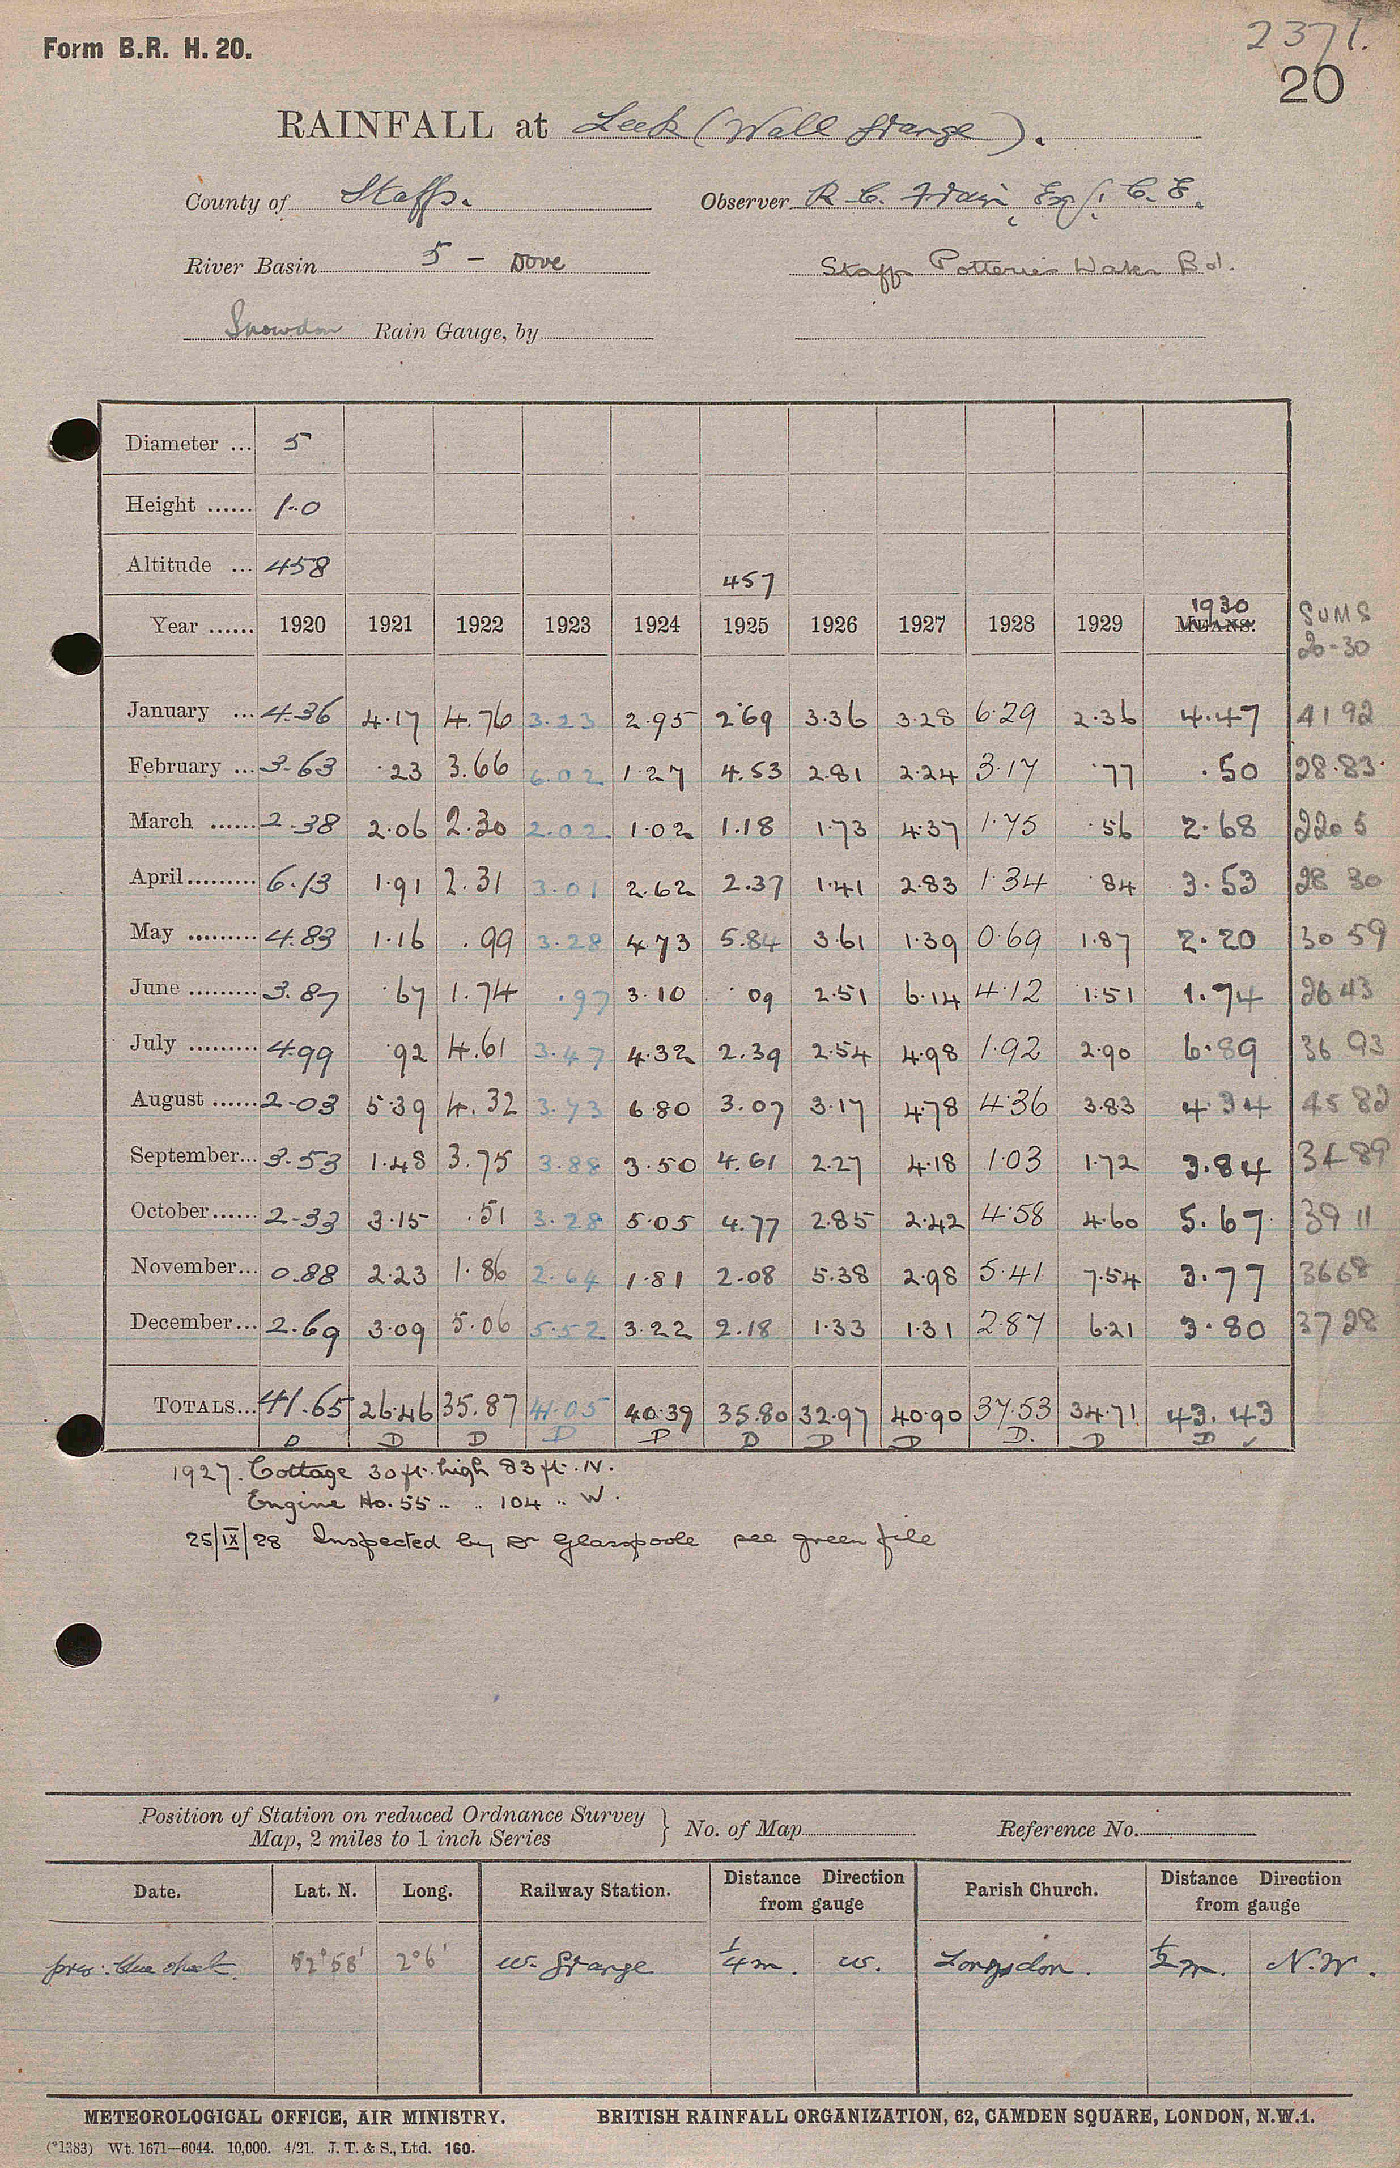 2371.
Form B.R. H. 20.
20
RAINFALL at Leek (Wall Grange).
County of Staffs. Observer R. C. Frain, Esq., C. E.
River Basin 5 - Dove Staffs Potteries Water Bd.
Snowdon Rain Gauge, by
Diameter ... 5
Height ...... 1.0
Altitude ... 458 457
Year ...... 1920 1921 1922 1923 1924 1925 1926 1927 1928 1929 1930 MEANS. SUMS 20-30
January ... 4.36 4.17 4.76 3.23 2.95 2.69 3.36 3.28 6.29 2.36 4.47 41 92
February ... 3.63 .23 3.66 6.02 1.27 4.53 2.81 2.24 3.17 .77 .50 28.83
March ...... 2.38 2.06 2.30 2.02 1.02 1.18 1.73 4.37 1.75 .56 2.68 220 5
April ......... 6.13 1.91 2.31 3.01 2.62 2.37 1.41 2.83 1.34 .84 3.53 28 30
May ......... 4.83 1.16 .99 3.28 4.73 5.84 3.61 1.39 0.69 1.87 2.20 30 59
June ......... 3.87 .67 1.74 .97 3.10 .09 2.51 6.14 4.12 1.51 1.74 26 43
July ......... 4.99 .92 4.61 3.47 4.32 2.39 2.54 4.98 1.92 2.90 6.89 36 93
August ...... 2.03 5.39 4.32 3.73 6.80 3.07 3.17 4.78 4.36 3.83 4.34 45 82
September... 3.53 1.48 3.75 3.88 3.50 4.61 2.27 4.18 1.03 1.72 3.84 34 89
October...... 2.33 3.15 .51 3.28 5.05 4.77 2.85 2.42 4.58 4.60 5.67 39 11
November... 0.88 2.23 1.86 2.64 1.81 2.08 5.38 2.98 5.41 7.54 3.77 3668
December... 2.69 3.09 5.06 5.52 3.22 2.18 1.33 1.31 2.87 6.21 3.80 37 28
TOTALS... 41.65 26.46 35.87 41.05 40.39 35.80 32.97 40.90 37.53 34.71 43.43
D D D D D D D D D. D D ✓
1927. Cottage 30 ft. high 83 ft. N.
Engine Ho. 55 .. .. 104 .. W.
25/IX/28 Inspected by Dr Glasspoole see green file
Position of Station on reduced Ordnance Survey
Map, 2 miles to 1 inch Series } No. of Map Reference No.
Date. Lat. N. Long. Railway Station. Distance Direction from gauge Parish Church. Distance Direction from gauge
prev. blue sheet. 52°58' 2°6' W. Grange 1/4 m. W. Longsdon. 1/2 m. N.W.
METEOROLOGICAL OFFICE, AIR MINISTRY. BRITISH RAINFALL ORGANIZATION, 62, CAMDEN SQUARE, LONDON, N.W.1.
(*1383) Wt. 1671—6044. 10,000. 4/21. J. T. & S., Ltd. 160.